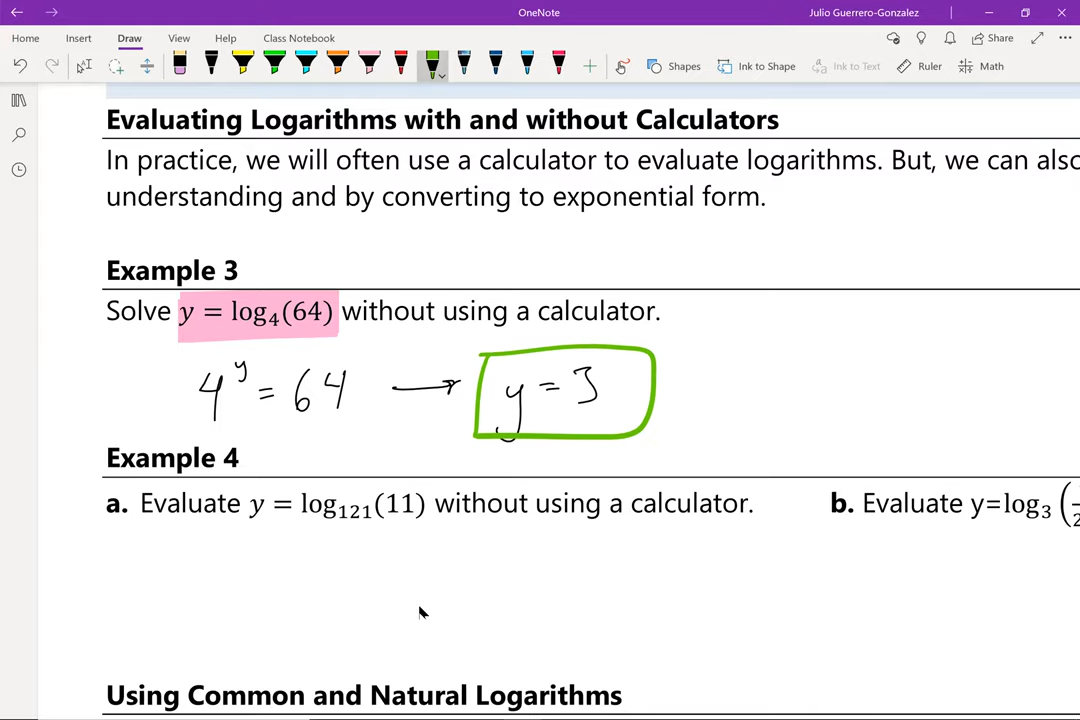 OneNote
Julio Guerrero-Gonzalez
Home Insert Draw View Help Class Notebook Share
Shapes Ink to Shape Ink to Text Ruler Math
Evaluating Logarithms with and without Calculators
In practice, we will often use a calculator to evaluate logarithms. But, we can also
understanding and by converting to exponential form.
Example 3
Solve y = log₄(64) without using a calculator.
4^y = 64 → y = 3
Example 4
a. Evaluate y = log₁₂₁(11) without using a calculator. b. Evaluate y=log₃ (
Using Common and Natural Logarithms